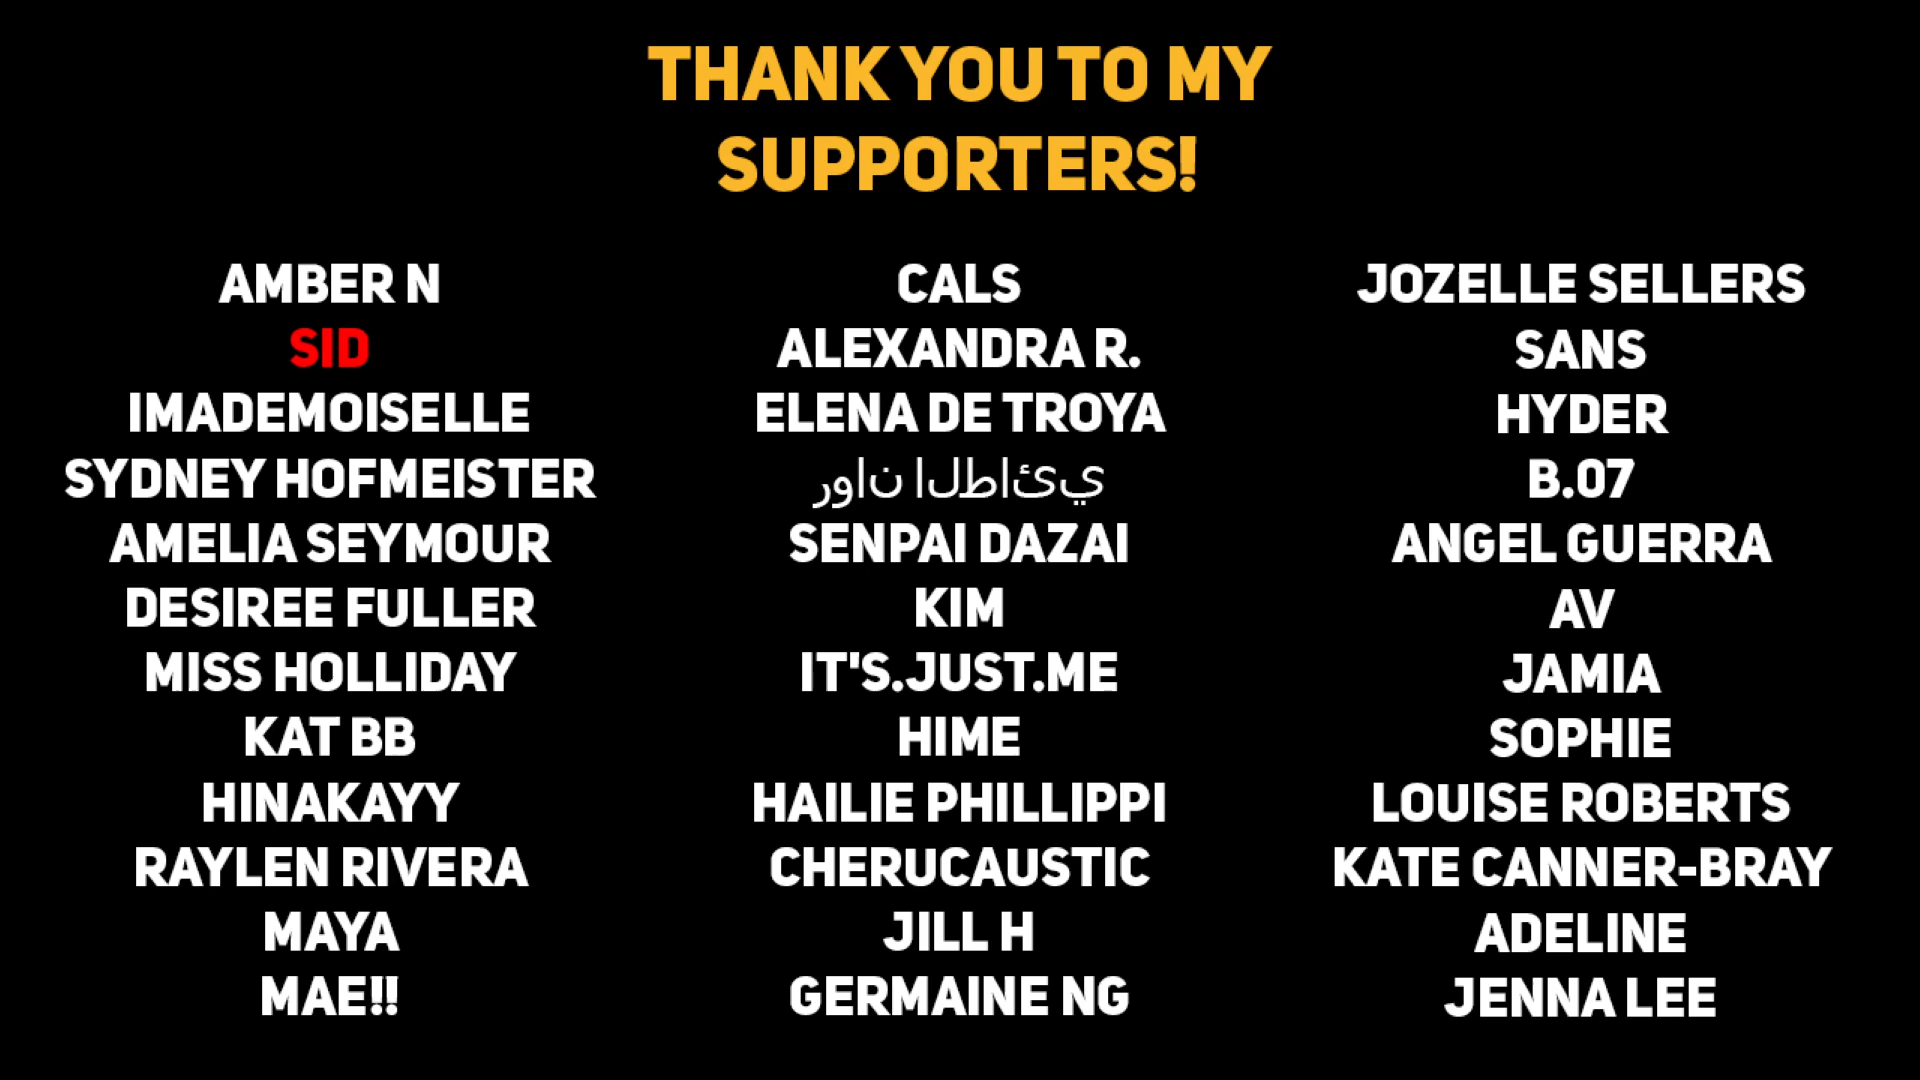 THANK YOU TO MY
SUPPORTERS!
AMBER N
SID
IMADEMOISELLE
SYDNEY HOFMEISTER
AMELIA SEYMOUR
DESIREE FULLER
MISS HOLLIDAY
KAT BB
HINAKAYY
RAYLEN RIVERA
MAYA
MAE!!
CALS
ALEXANDRA R.
ELENA DE TROYA
روان الطائي
SENPAI DAZAI
KIM
IT'S.JUST.ME
HIME
HAILIE PHILLIPPI
CHERUCAUSTIC
JILL H
GERMAINE NG
JOZELLE SELLERS
SANS
HYDER
B.07
ANGEL GUERRA
AV
JAMIA
SOPHIE
LOUISE ROBERTS
KATE CANNER-BRAY
ADELINE
JENNA LEE